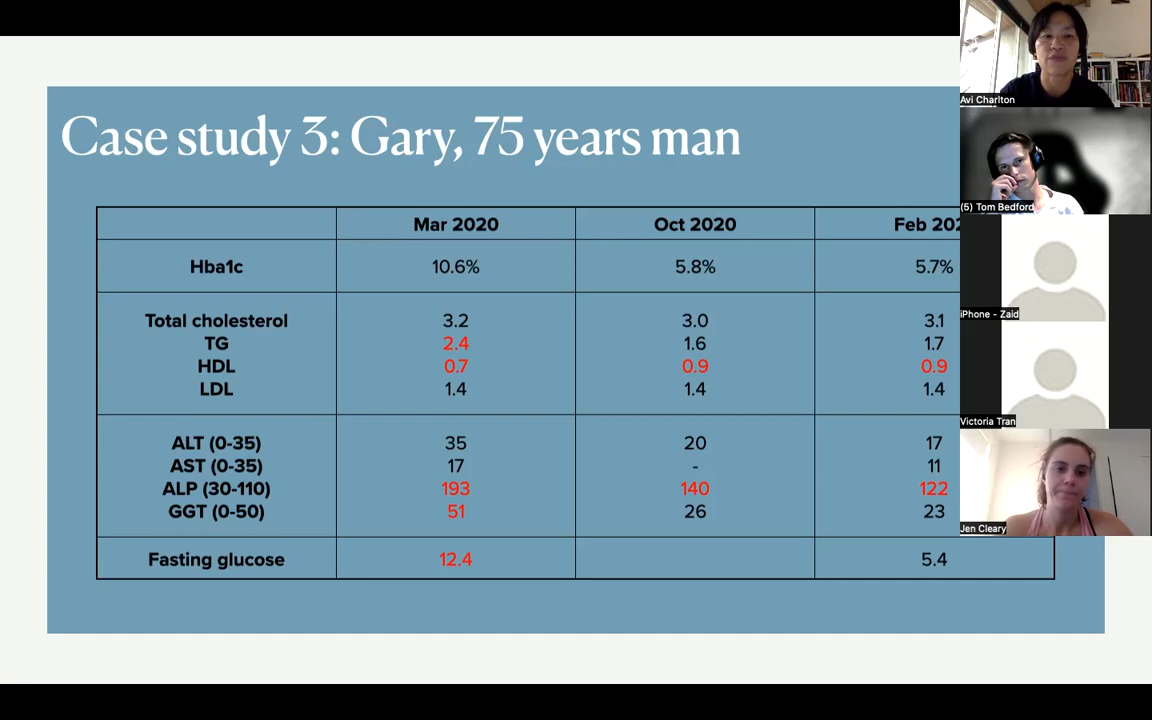 Case study 3: Gary, 75 years man
Mar 2020 Oct 2020 Feb 202
Hba1c 10.6% 5.8% 5.7%
Total cholesterol 3.2 3.0 3.1
TG 2.4 1.6 1.7
HDL 0.7 0.9 0.9
LDL 1.4 1.4 1.4
ALT (0-35) 35 20 17
AST (0-35) 17 - 11
ALP (30-110) 193 140 122
GGT (0-50) 51 26 23
Fasting glucose 12.4 5.4
Avi Charlton
(5) Tom Bedford
iPhone - Zaid
Victoria Tran
Jen Cleary